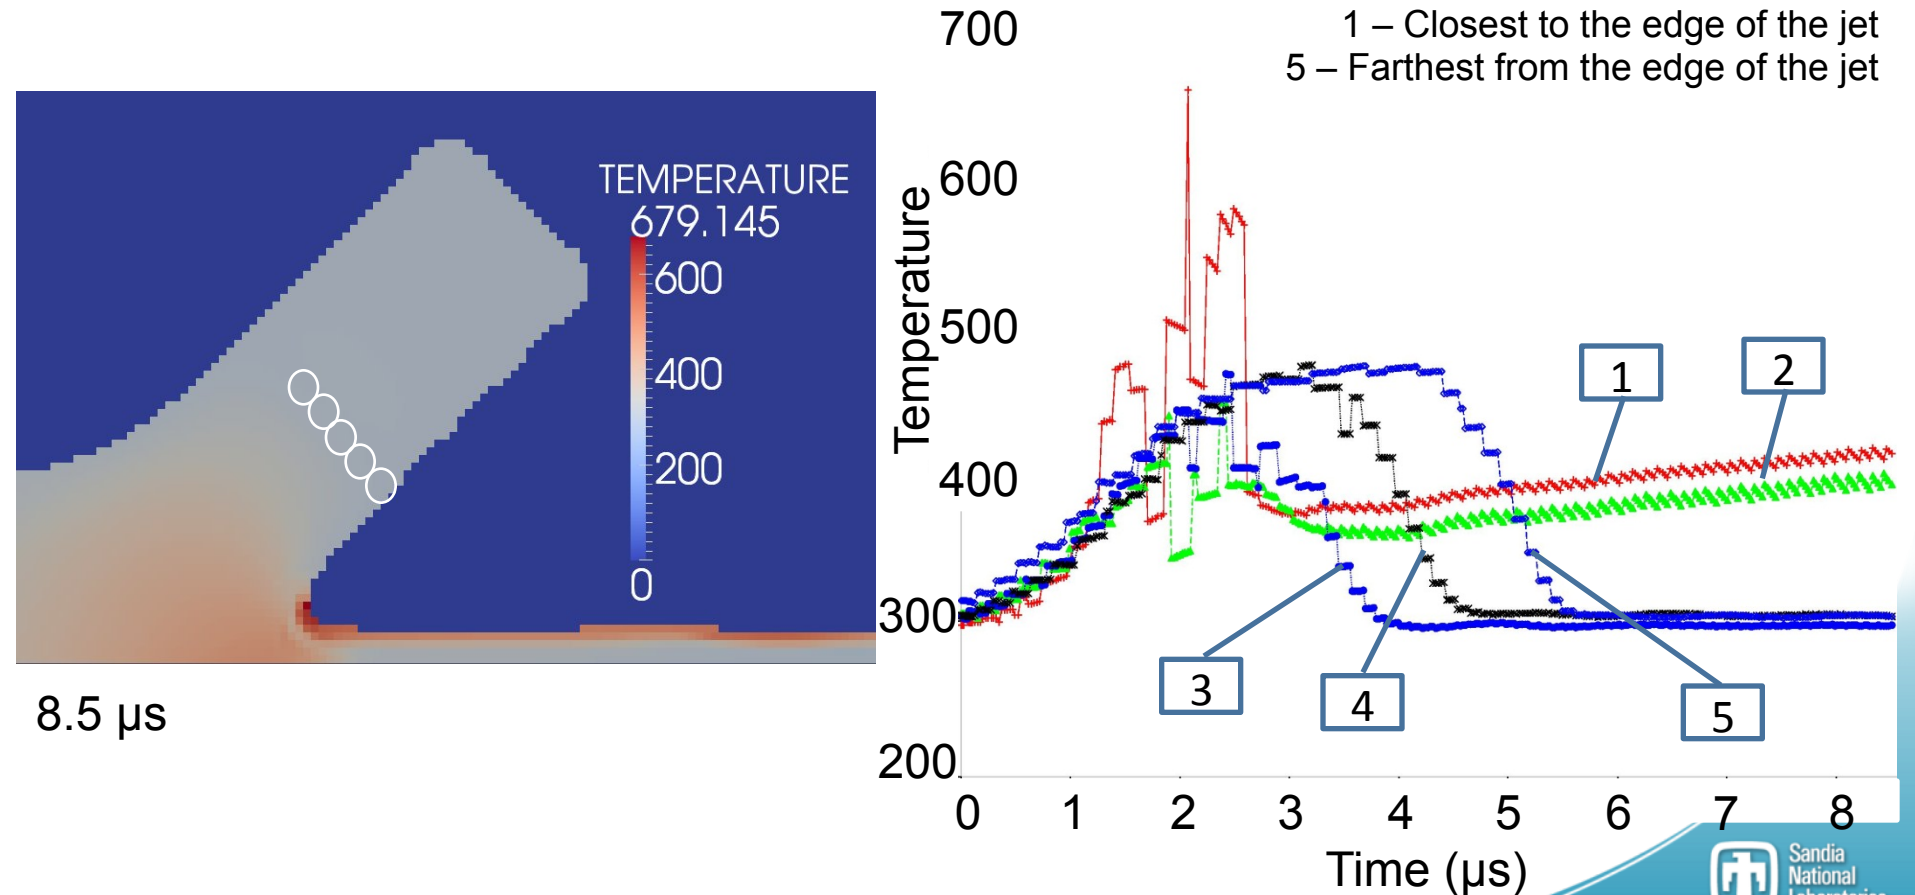 1 – Closest to the edge of the jet
5 – Farthest from the edge of the jet
TEMPERATURE
679.145
600
400
200
0
8.5 µs
Temperature
700
600
500
400
300
200
1
2
3
4
5
0 1 2 3 4 5 6 7 8
Time (µs)
Sandia
National
Laboratories